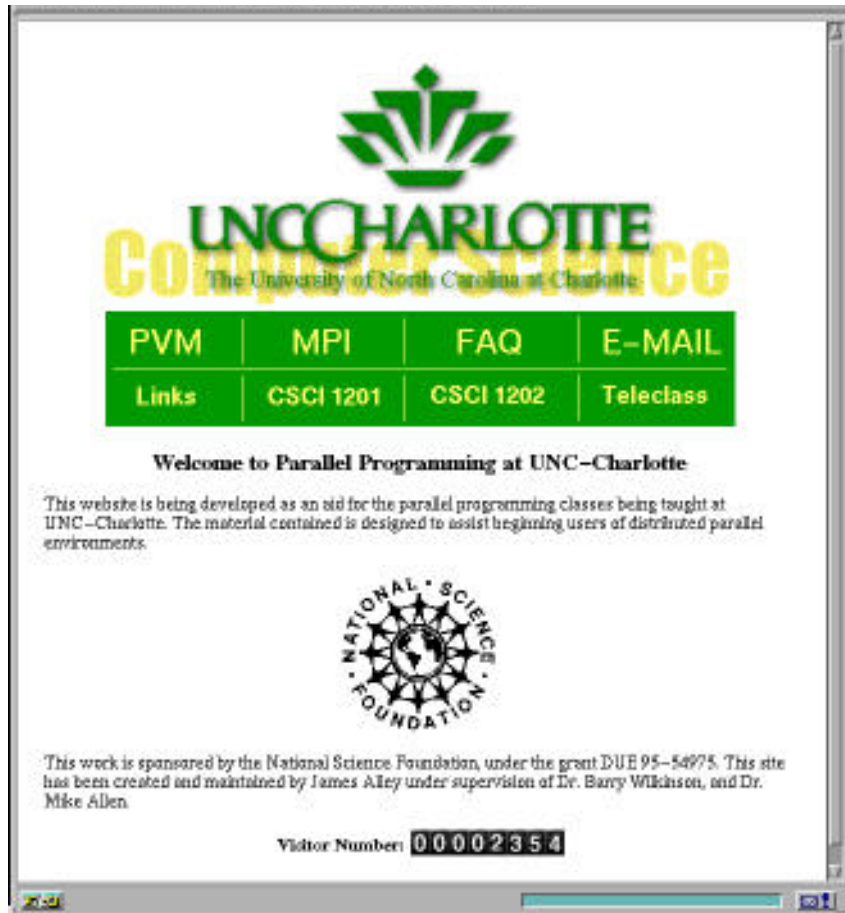 UNCCHARLOTTE
Computer Science
The University of North Carolina at Charlotte
PVM MPI FAQ E-MAIL
Links CSCI 1201 CSCI 1202 Teleclass
Welcome to Parallel Programming at UNC-Charlotte
This website is being developed as an aid for the parallel programming classes being taught at
UNC-Charlotte. The material contained is designed to assist beginning users of distributed parallel
environments.
NATIONAL · SCIENCE · FOUNDATION ·
This work is sponsored by the National Science Foundation, under the grant DUE 95-54975. This site
has been created and maintained by James Alley under supervision of Dr. Barry Wilkinson, and Dr.
Mike Allen.
Visitor Number: 00002354